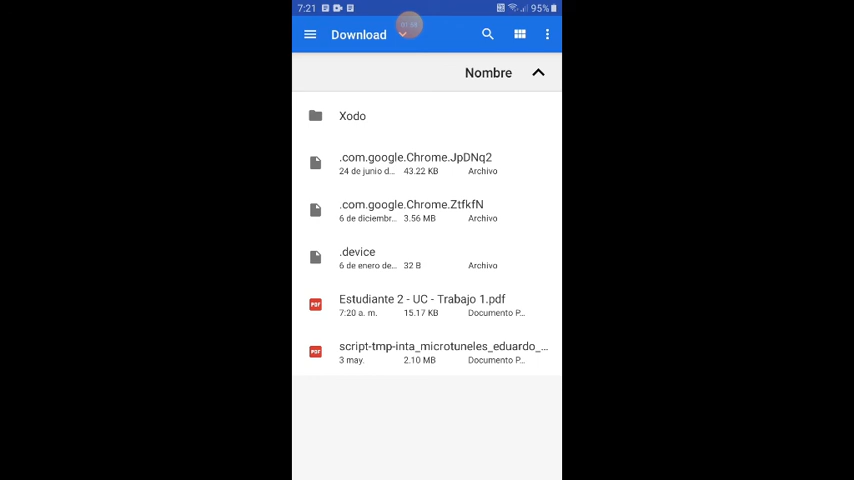 7:21 95%
Download
Nombre
Xodo
.com.google.Chrome.JpDNq2
24 de junio d... 43.22 KB Archivo
.com.google.Chrome.ZtfkfN
6 de diciembr... 3.56 MB Archivo
.device
6 de enero de... 32 B Archivo
PDF Estudiante 2 - UC - Trabajo 1.pdf
7:20 a. m. 15.17 KB Documento P...
PDF script-tmp-inta_microtuneles_eduardo_...
3 may. 2.10 MB Documento P...